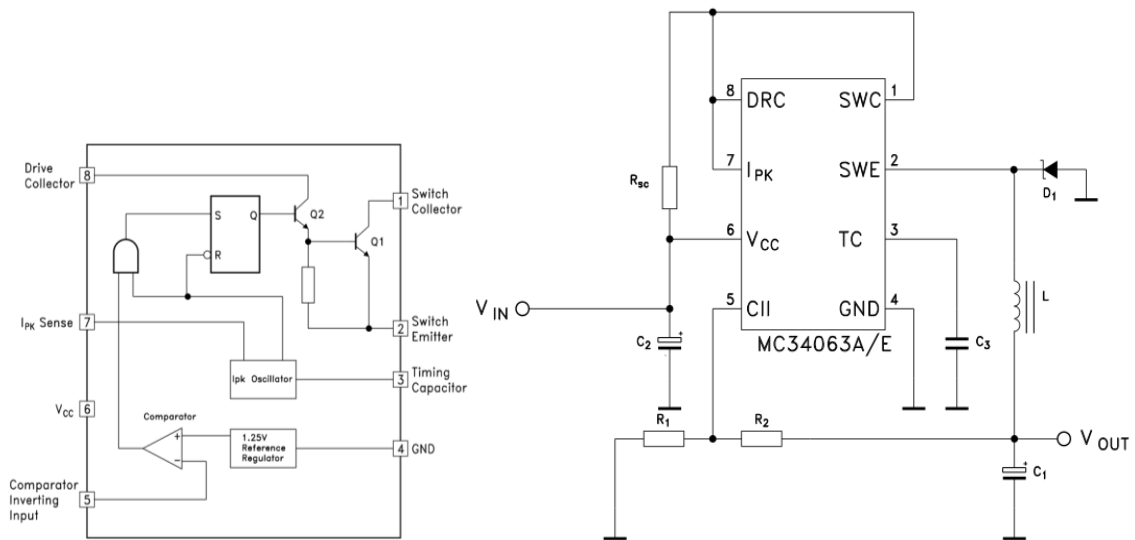 Drive
Collector
8
S
Q
R
Q2
Q1
1
Switch
Collector
IPK Sense
7
2
Switch
Emitter
Ipk Oscillator
3
Timing
Capacitor
VCC
6
Comparator
+
−
1.25V
Reference
Regulator
4
GND
Comparator
Inverting
Input
5
8
DRC
SWC
1
7
IPK
SWE
2
Rsc
D1
6
VCC
TC
3
5
CII
GND
4
L
VIN
C2
+
MC34063A/E
C3
R1
R2
VOUT
C1
+